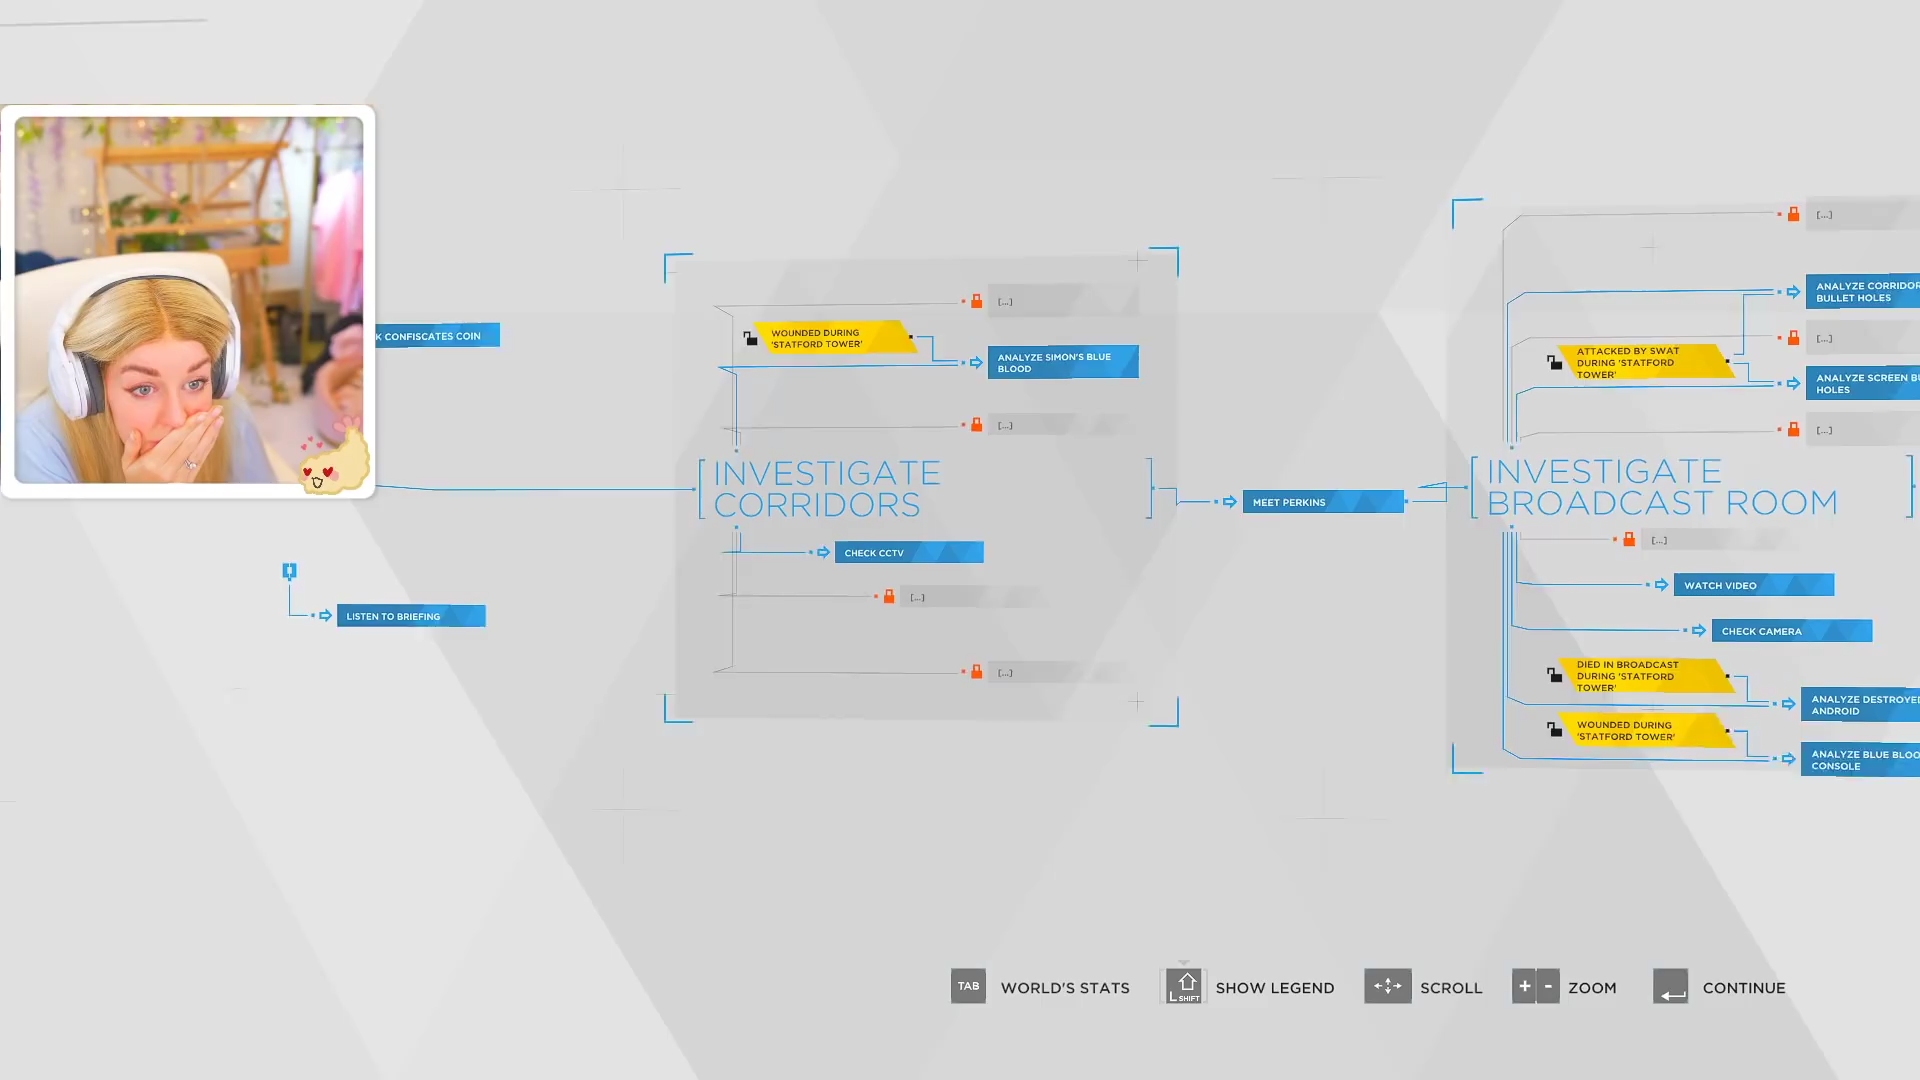 K CONFISCATES COIN
LISTEN TO BRIEFING
[...]
WOUNDED DURING
'STATFORD TOWER'
ANALYZE SIMON'S BLUE
BLOOD
[...]
INVESTIGATE
CORRIDORS
CHECK CCTV
[...]
[...]
MEET PERKINS
[...]
ANALYZE CORRIDOR
BULLET HOLES
[...]
ATTACKED BY SWAT
DURING 'STATFORD
TOWER'
ANALYZE SCREEN BU
HOLES
[...]
INVESTIGATE
BROADCAST ROOM
[...]
WATCH VIDEO
CHECK CAMERA
DIED IN BROADCAST
DURING 'STATFORD
TOWER'
ANALYZE DESTROYED
ANDROID
WOUNDED DURING
'STATFORD TOWER'
ANALYZE BLUE BLOO
CONSOLE
TAB WORLD'S STATS
L SHIFT SHOW LEGEND
SCROLL
+ - ZOOM
CONTINUE